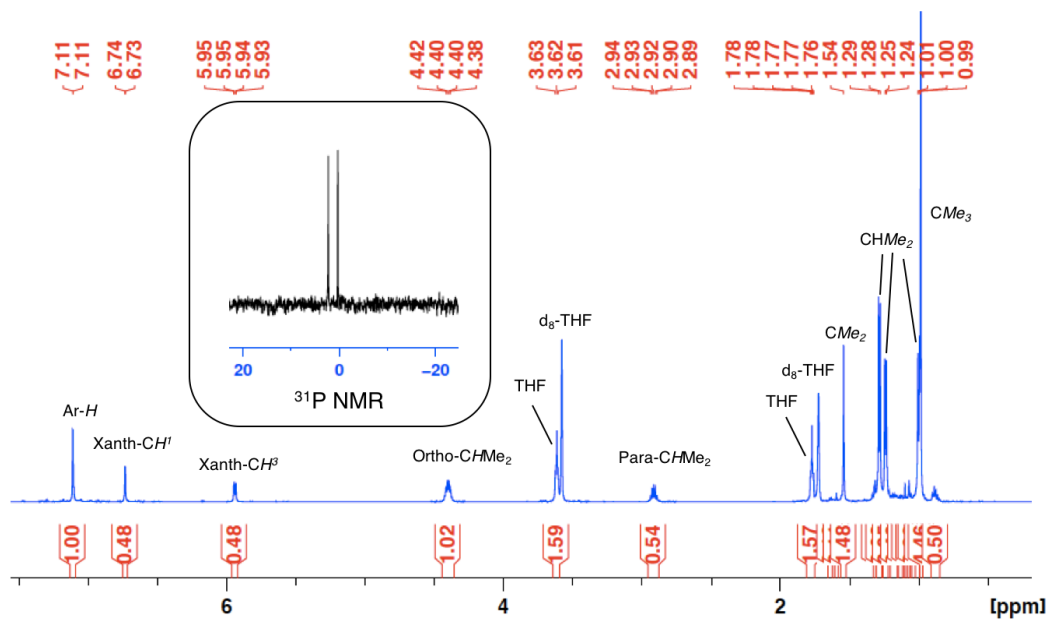 7.11
7.11
6.74
6.73
5.95
5.95
5.94
5.93
4.42
4.40
4.40
4.38
3.63
3.62
3.61
2.94
2.93
2.92
2.90
2.89
1.78
1.78
1.77
1.77
1.76
1.54
1.29
1.28
1.25
1.24
1.01
1.00
0.99
CMe₃
CHMe₂
d₈-THF
CMe₂
THF
d₈-THF
THF
20 0 −20
³¹P NMR
Ar-H
Xanth-CH¹
Xanth-CH³
Ortho-CHMe₂
Para-CHMe₂
1.00
0.48
0.48
1.02
1.59
0.54
1.57
1.48
0.50
6 4 2 [ppm]